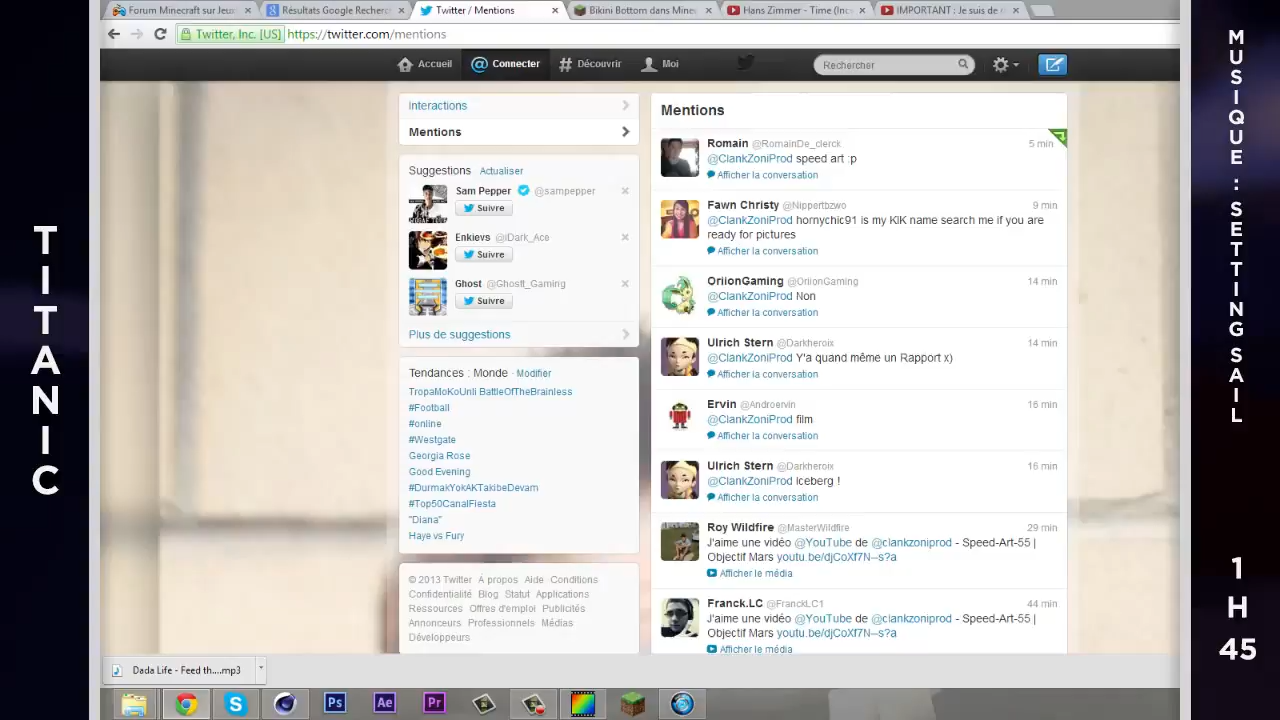 Forum Minecraft sur Jeux
Résultats Google Recherc
Twitter / Mentions
Bikini Bottom dans Mine
Hans Zimmer - Time (Inc
IMPORTANT : Je suis de
Twitter, Inc. [US]
https://twitter.com/mentions
Accueil
Connecter
Découvrir
Moi
Rechercher
Interactions
Mentions
Suggestions Actualiser
Sam Pepper @sampepper
Suivre
Enkievs @iDark_Ace
Suivre
Ghost @Ghostt_Gaming
Suivre
Plus de suggestions
Tendances : Monde · Modifier
TropaMoKoUnli BattleOfTheBrainless
#Football
#online
#Westgate
Georgia Rose
Good Evening
#DurmakYokAKTakibeDevam
#Top50CanalFiesta
"Diana"
Haye vs Fury
© 2013 Twitter À propos Aide Conditions
Confidentialité Blog Statut Applications
Ressources Offres d'emploi Publicités
Annonceurs Professionnels Médias
Développeurs
Mentions
Romain @RomainDe_clerck 5 min
@ClankZoniProd speed art :p
Afficher la conversation
Fawn Christy @Nippertbzwo 9 min
@ClankZoniProd hornychic91 is my KiK name search me if you are
ready for pictures
Afficher la conversation
OriionGaming @OriionGaming 14 min
@ClankZoniProd Non
Afficher la conversation
Ulrich Stern @Darkheroix 14 min
@ClankZoniProd Y'a quand même un Rapport x)
Afficher la conversation
Ervin @Androervin 16 min
@ClankZoniProd film
Afficher la conversation
Ulrich Stern @Darkheroix 16 min
@ClankZoniProd Iceberg !
Afficher la conversation
Roy Wildfire @MasterWildfire 29 min
J'aime une vidéo @YouTube de @clankzoniprod - Speed-Art-55 |
Objectif Mars youtu.be/djCoXf7N--s?a
Afficher le média
Franck.LC @FranckLC1 44 min
J'aime une vidéo @YouTube de @clankzoniprod - Speed-Art-55 |
Objectif Mars youtu.be/djCoXf7N--s?a
Afficher le média
Dada Life - Feed th....mp3
Ps
Ae
Pr
TITANIC
MUSIQUE : SETTING SAIL
1
H
45